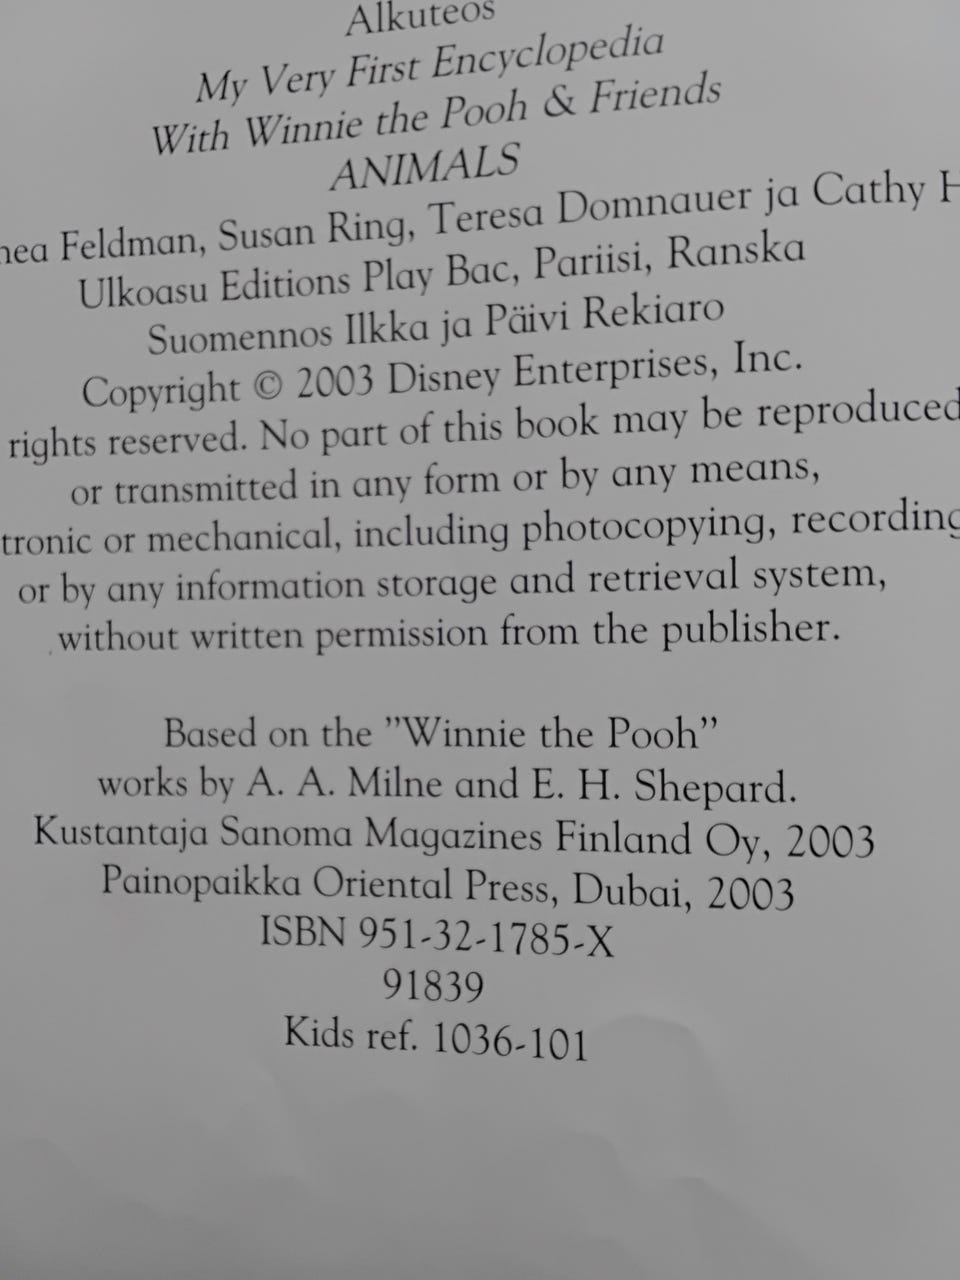 Alkuteos
My Very First Encyclopedia
With Winnie the Pooh & Friends
ANIMALS
Feldman, Susan Ring, Teresa Domnauer ja Cathy
Ulkoasu Editions Play Bac, Pariisi, Ranska
Suomennos Ilkka ja Päivi Rekiaro
Copyright © 2003 Disney Enterprises, Inc.
rights reserved. No part of this book may be reproduced
or transmitted in any form or by any means,
tronic or mechanical, including photocopying, recording
or by any information storage and retrieval system,
without written permission from the publisher.
Based on the ”Winnie the Pooh”
works by A. A. Milne and E. H. Shepard.
Kustantaja Sanoma Magazines Finland Oy, 2003
Painopaikka Oriental Press, Dubai, 2003
ISBN 951-32-1785-X
91839
Kids ref. 1036-101